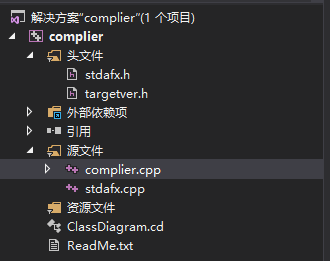 解决方案"complier"(1 个项目)
complier
头文件
stdafx.h
targetver.h
外部依赖项
引用
源文件
complier.cpp
stdafx.cpp
资源文件
ClassDiagram.cd
ReadMe.txt